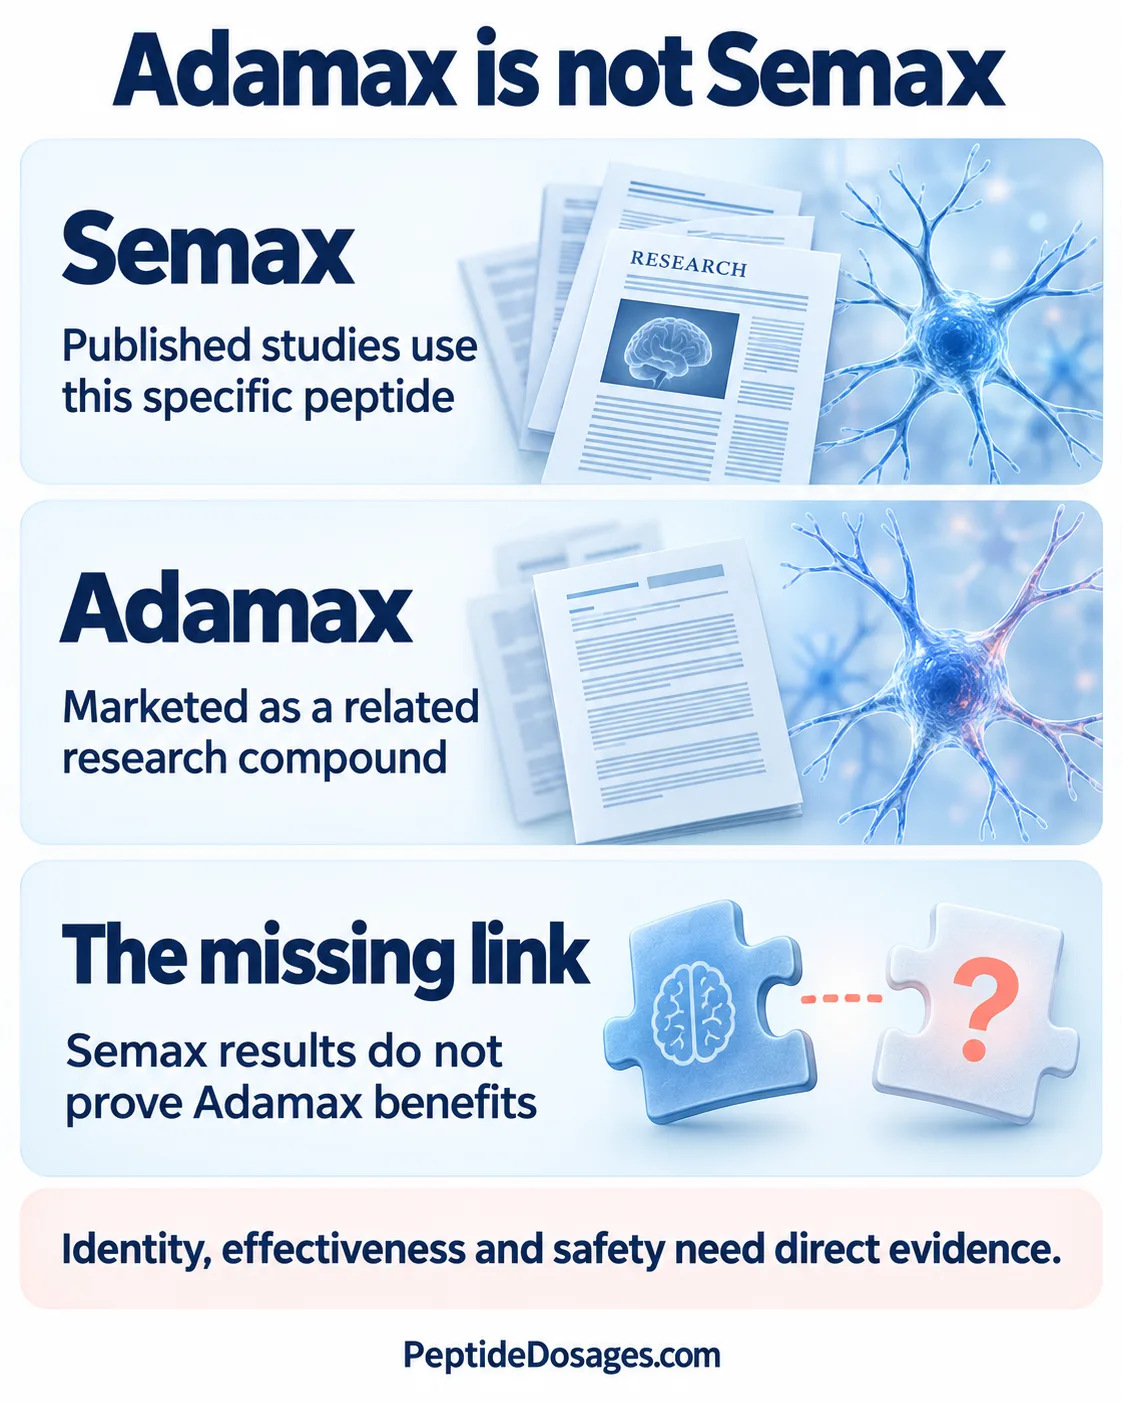 Adamax is not Semax
Semax
Published studies use
this specific peptide
RESEARCH
Adamax
Marketed as a related
research compound
The missing link
Semax results do not
prove Adamax benefits
?
Identity, effectiveness and safety need direct evidence.
PeptideDosages.com